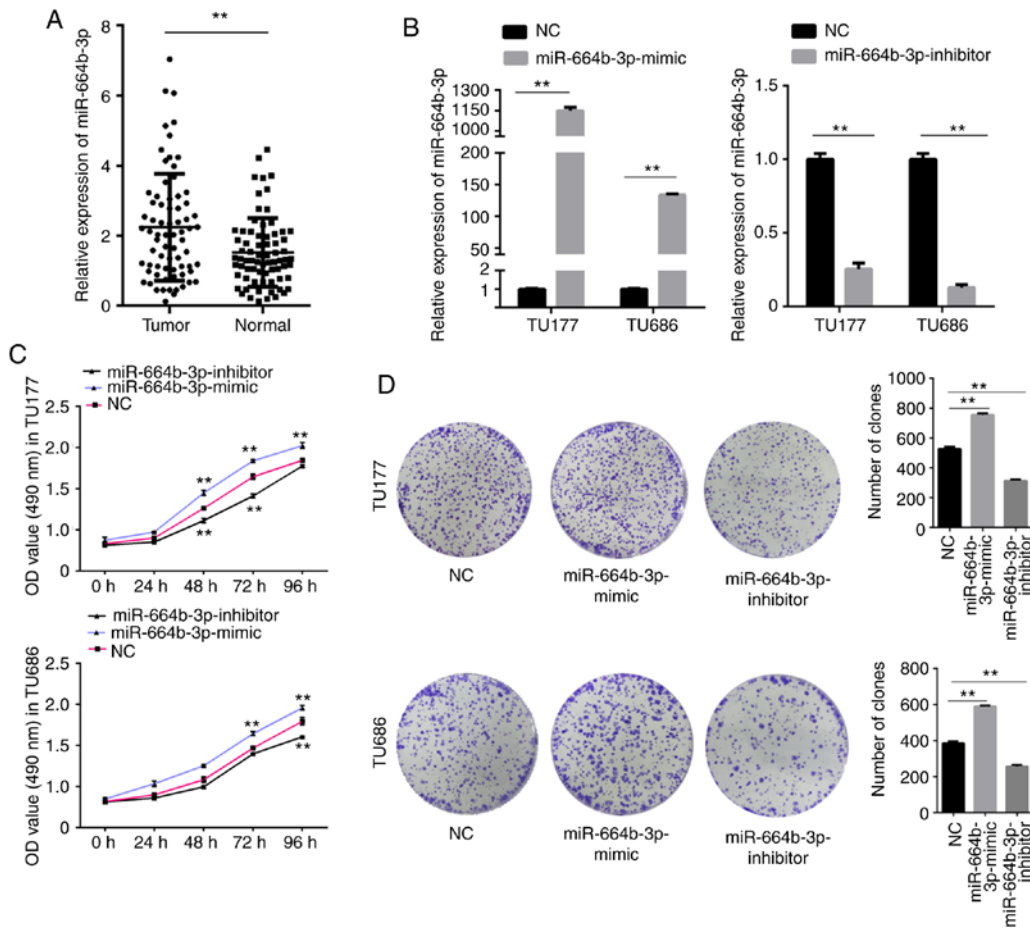 A
**
Relative expression of miR-664b-3p
8
6
4
2
0
Tumor
Normal
B
NC
miR-664b-3p-mimic
Relative expression of miR-664b-3p
1300
1150
1100
200
150
100
50
40
2
1
0
**
**
TU177
TU686
NC
miR-664b-3p-inhibitor
Relative expression of miR-664b-3p
1.5
1.0
0.5
0
**
**
TU177
TU686
C
miR-664b-3p-inhibitor
miR-664b-3p-mimic
NC
OD value (490 nm) in TU177
2.5
2.0
1.5
1.0
0
**
**
**
**
**
0 h
24 h
48 h
72 h
96 h
miR-664b-3p-inhibitor
miR-664b-3p-mimic
NC
OD value (490 nm) in TU686
2.5
2.0
1.5
1.0
0
**
**
**
0 h
24 h
48 h
72 h
96 h
D
TU177
NC
miR-664b-3p-
mimic
miR-664b-3p-
inhibitor
Number of clones
1000
800
600
400
200
0
**
**
NC
miR-664b-
3p-mimic
miR-664b-3p-
inhibitor
TU686
NC
miR-664b-3p-
mimic
miR-664b-3p-
inhibitor
Number of clones
800
600
400
200
0
**
**
NC
miR-664b-
3p-mimic
miR-664b-3p-
inhibitor